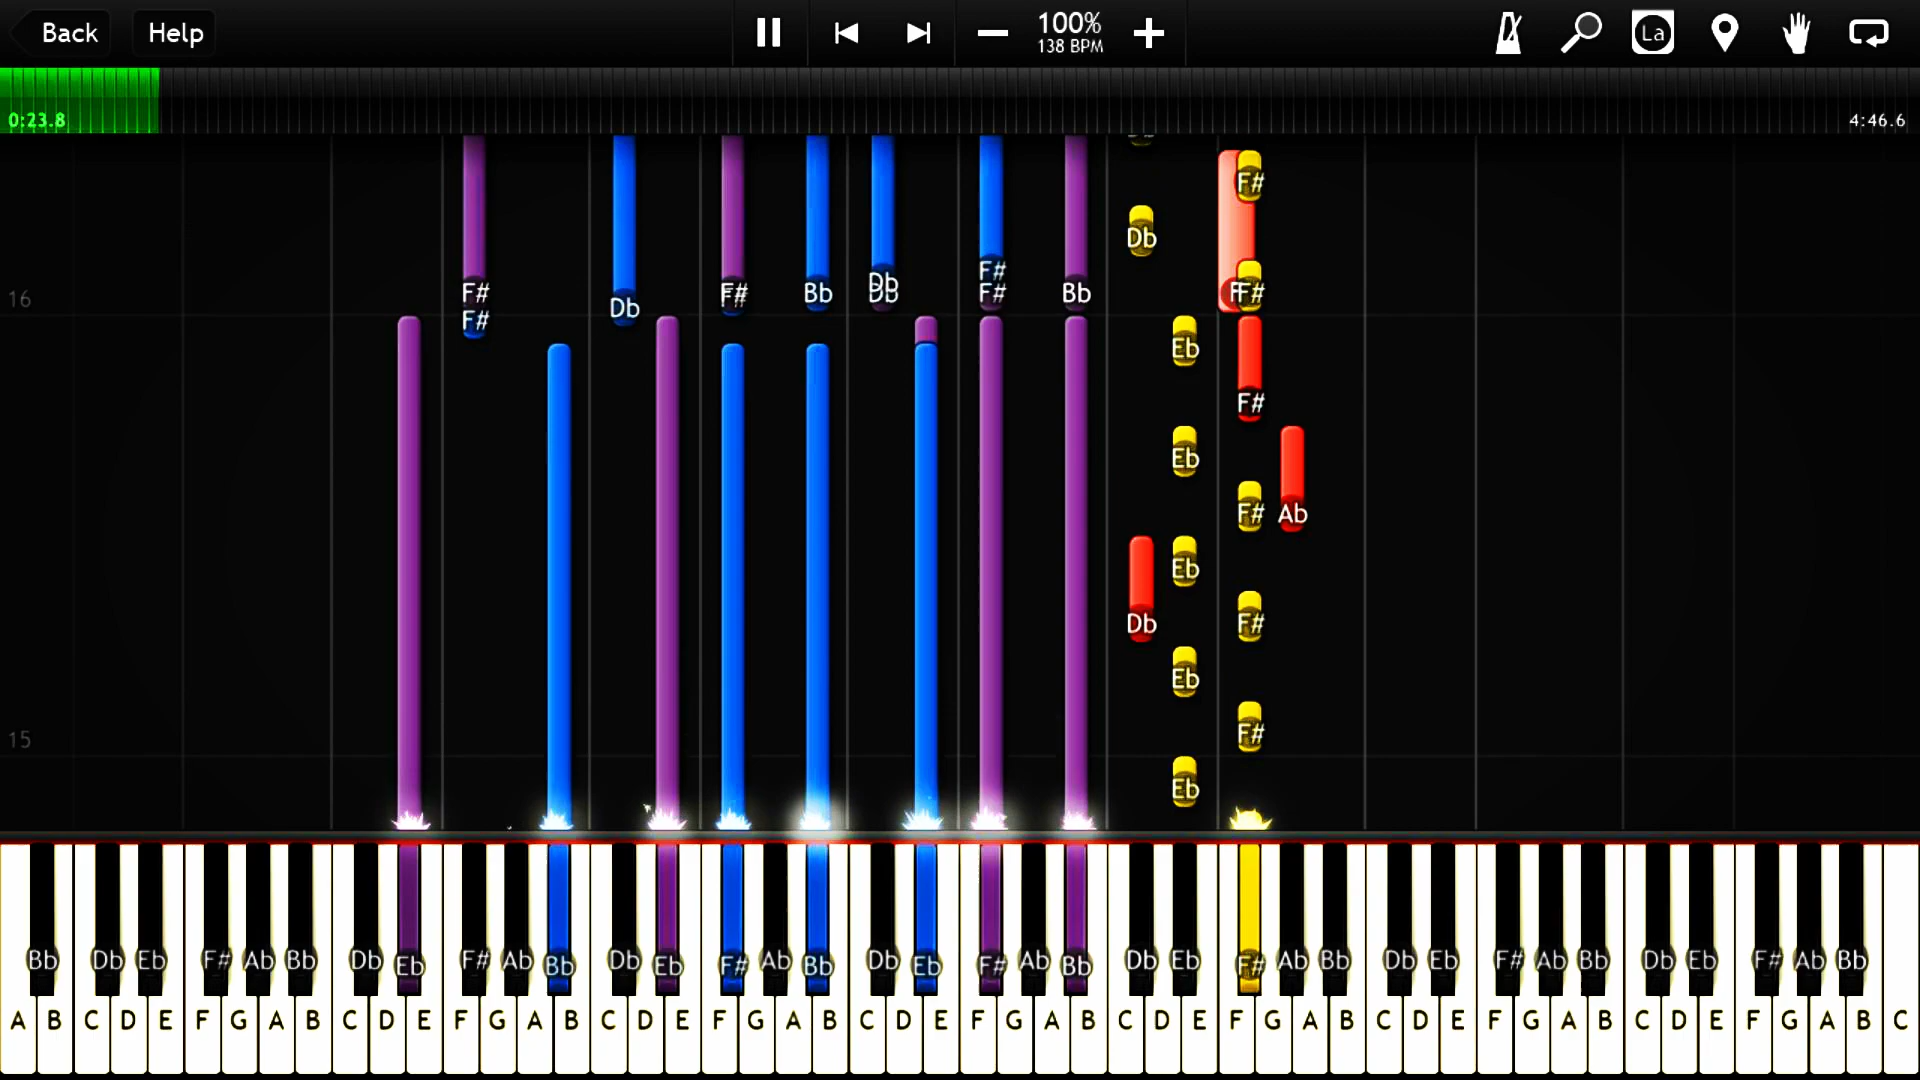 Back Help 100% La
138 BPM
0:23.8 4:46.6
F#
Db F#
F#
F# F# Bb Db F# Bb F#
16 F# Db
Eb
F#
Eb
F# Ab
Eb
Db F#
Eb
15 F#
Eb
Bb Db Eb F# Ab Bb Db Eb F# Ab Bb Db Eb F# Ab Bb Db Eb F# Ab Bb Db Eb F# Ab Bb Db Eb F# Ab Bb Db Eb F# Ab Bb
A B C D E F G A B C D E F G A B C D E F G A B C D E F G A B C D E F G A B C D E F G A B C D E F G A B C